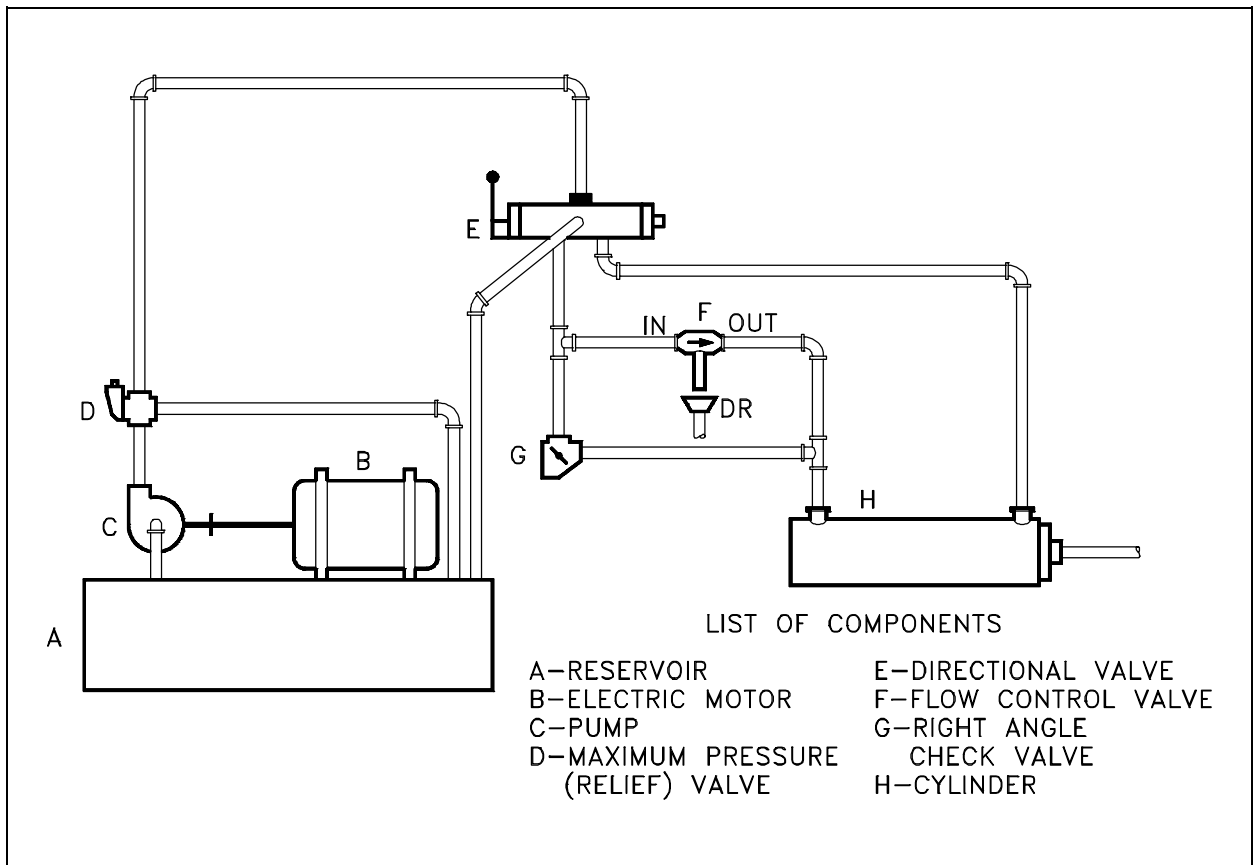 E
F
IN
OUT
D
DR
G
B
H
C
A
LIST OF COMPONENTS
A-RESERVOIR
B-ELECTRIC MOTOR
C-PUMP
D-MAXIMUM PRESSURE
(RELIEF) VALVE
E-DIRECTIONAL VALVE
F-FLOW CONTROL VALVE
G-RIGHT ANGLE
CHECK VALVE
H-CYLINDER